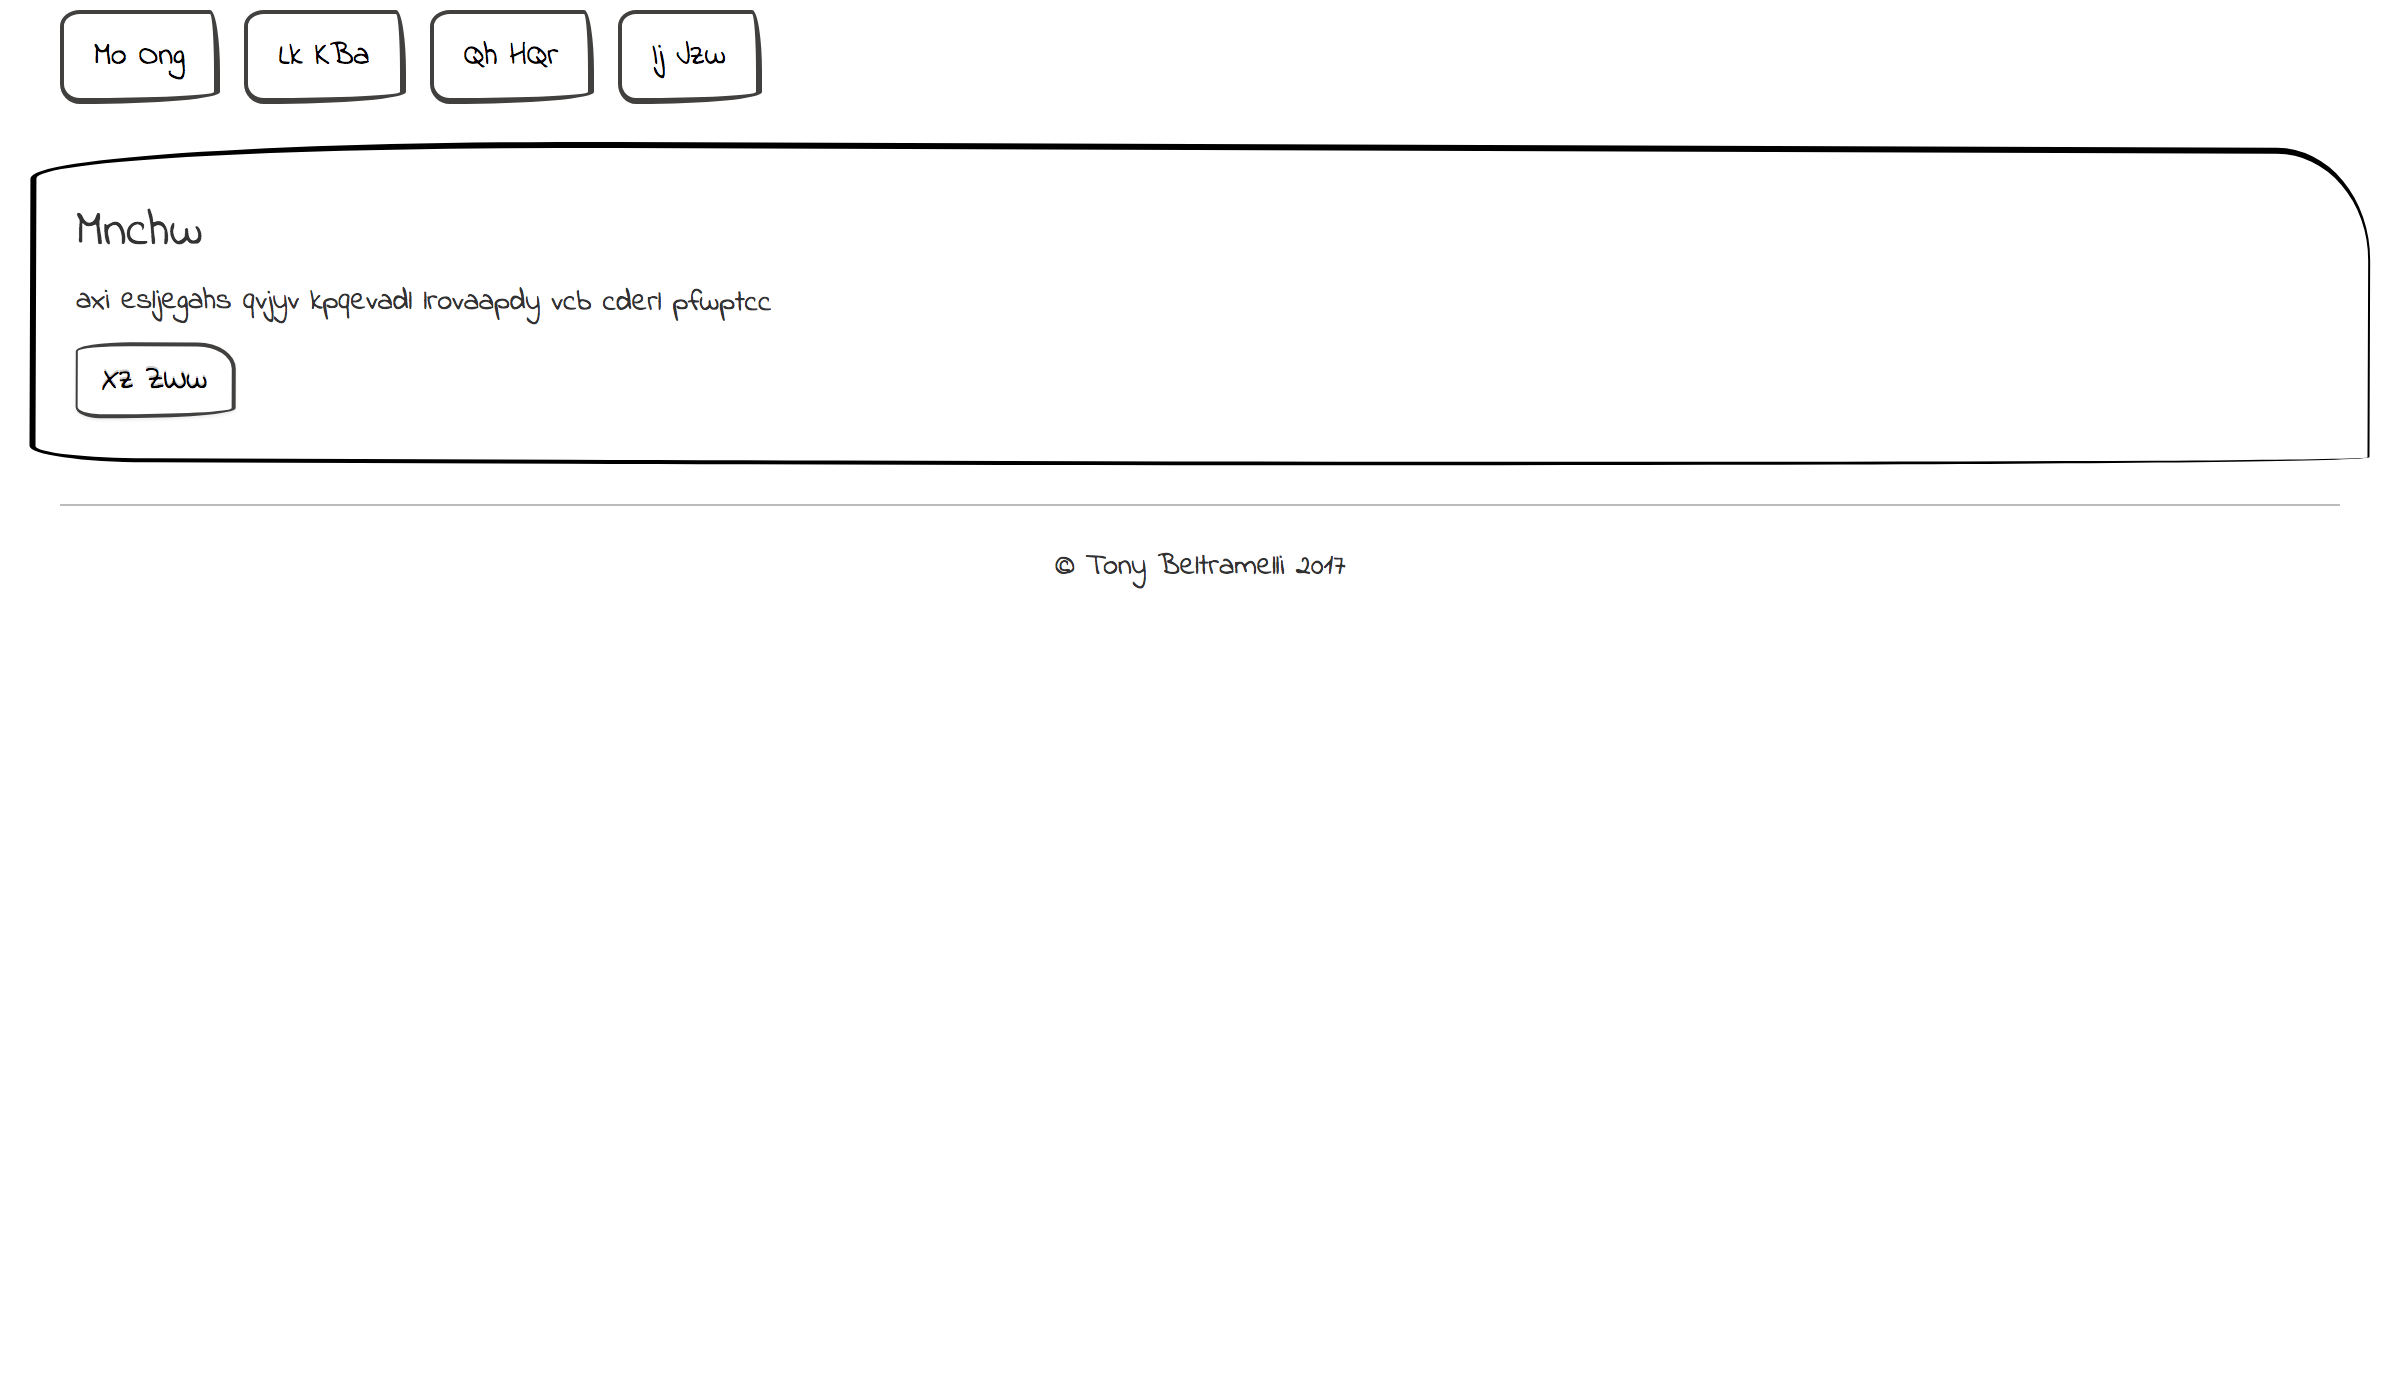 Mo Ong Lk KBa Qh HQr Ij Jzw
Mnchw
axi esljegahs qvjyv kpqevadl lrovaapdy vcb cderl pfwptcc
Xz ZWw
© Tony Beltramelli 2017